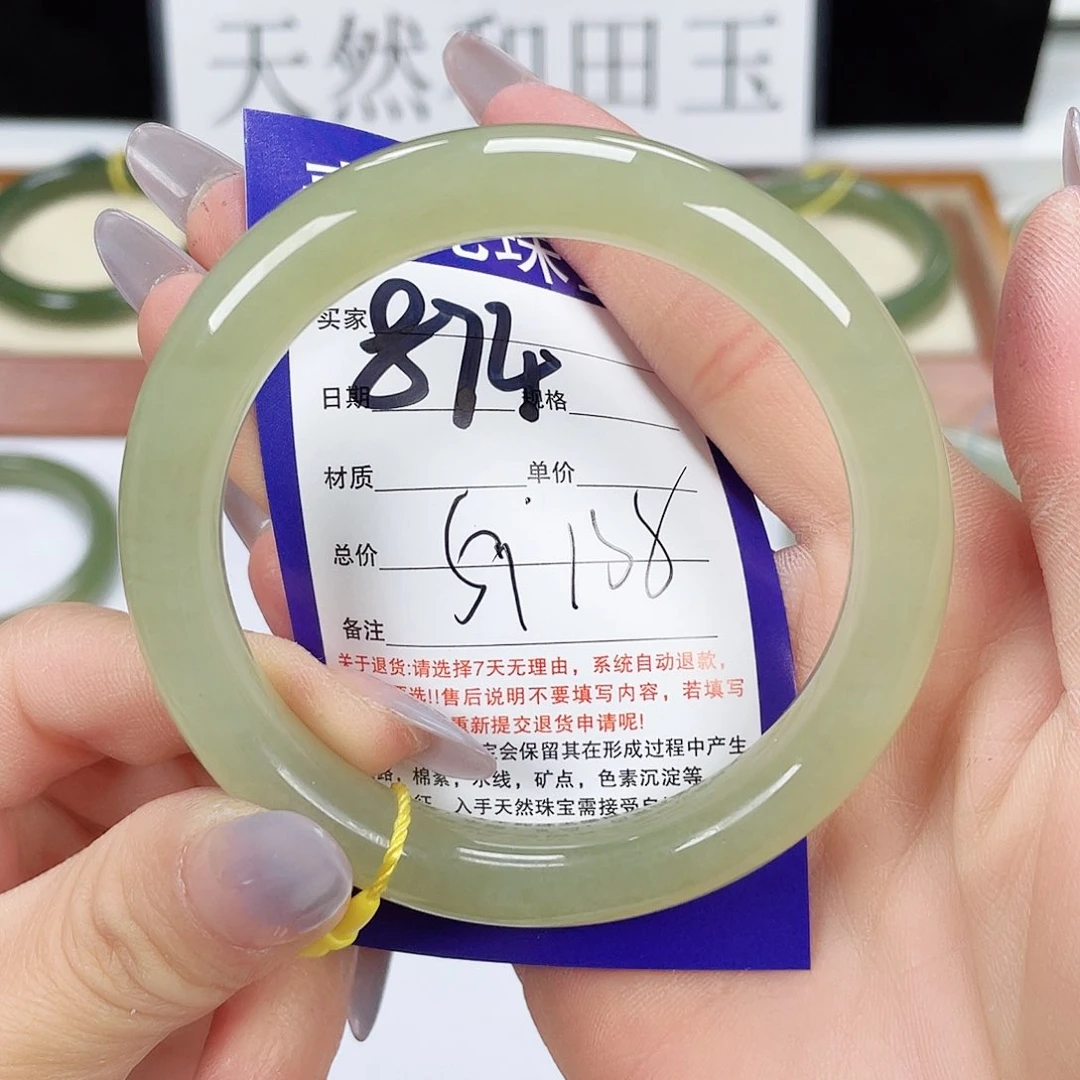 天然和田玉
珠
买家
874.
日期 规格
材质 单价
总价
158
备注
关于退货:请选择7天无理由，系统自动退款，
选!!售后说明不要填写内容，若填写
重新提交退货申请呢!
会保留其在形成过程中产生
棉絮，水线，矿点，色素沉淀等
入手天然珠宝需接受